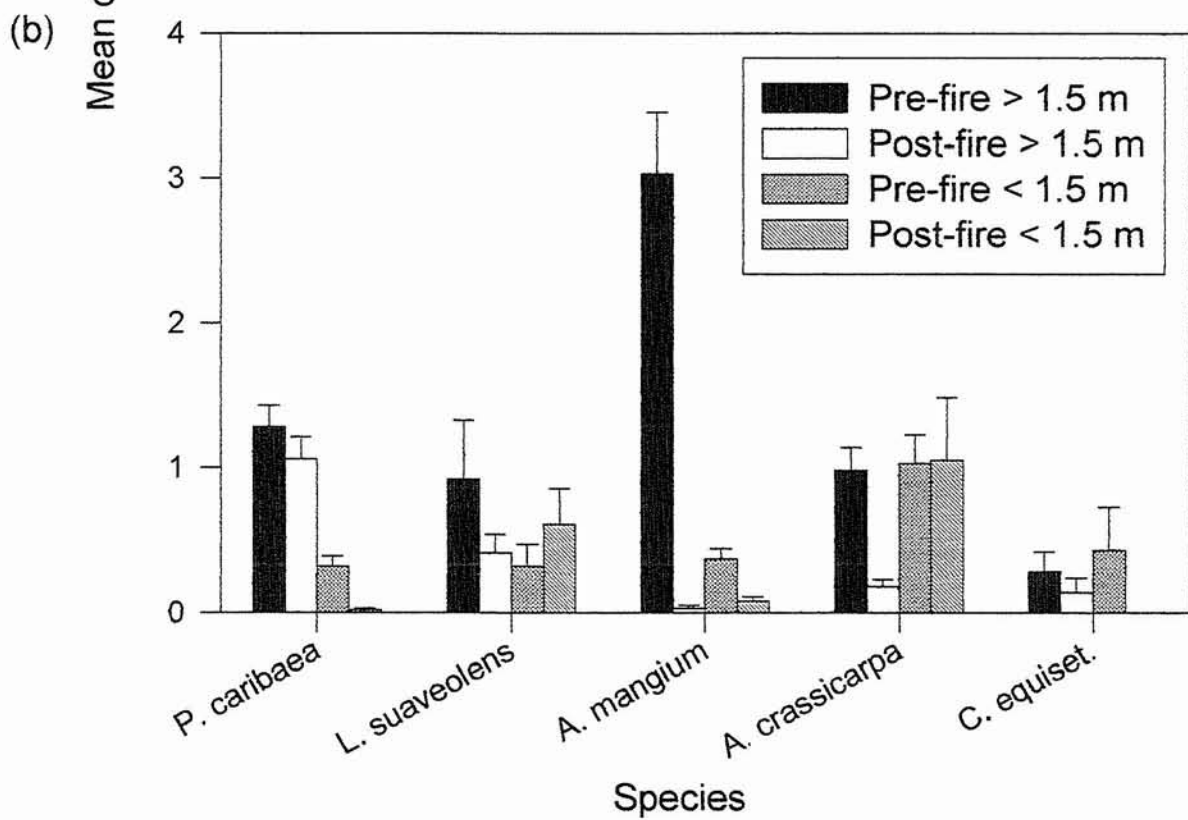 (b)
Mean
4
3
2
1
0
Pre-fire > 1.5 m
Post-fire > 1.5 m
Pre-fire < 1.5 m
Post-fire < 1.5 m
P. caribaea
L. suaveolens
A. mangium
A. crassicarpa
C. equiset.
Species